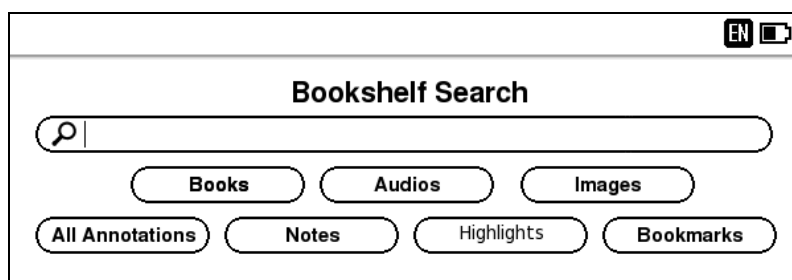 EN
Bookshelf Search
Books Audios Images
All Annotations Notes Highlights Bookmarks